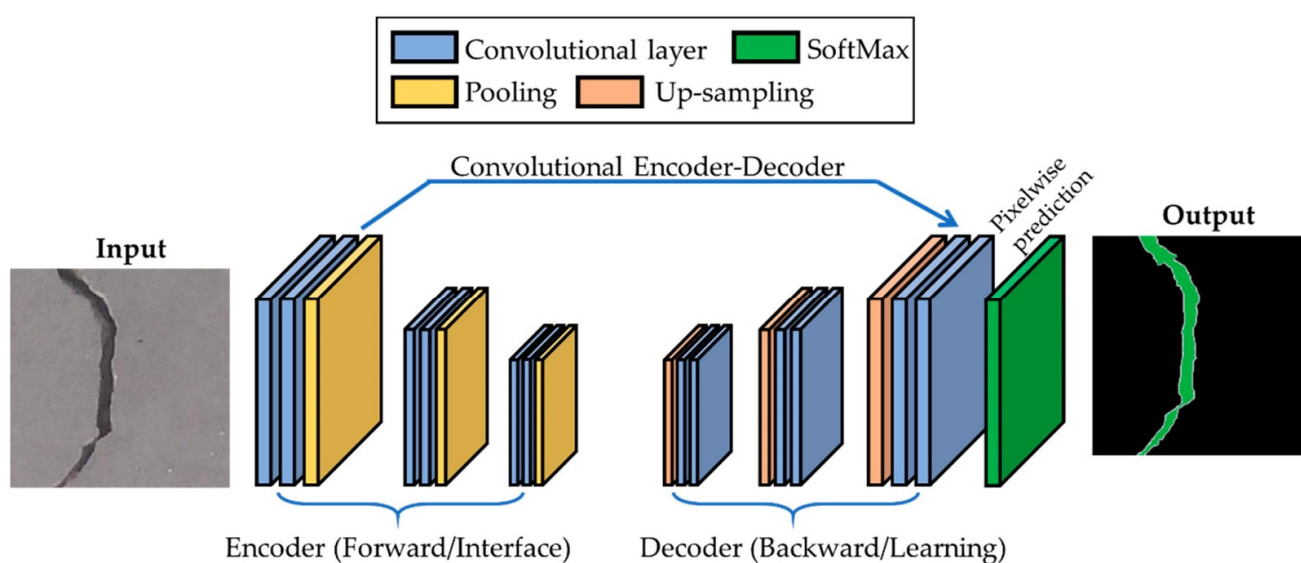 Convolutional layer SoftMax
Pooling Up-sampling
Convolutional Encoder-Decoder
Pixelwise
prediction
Input
Output
Encoder (Forward/Interface)
Decoder (Backward/Learning)